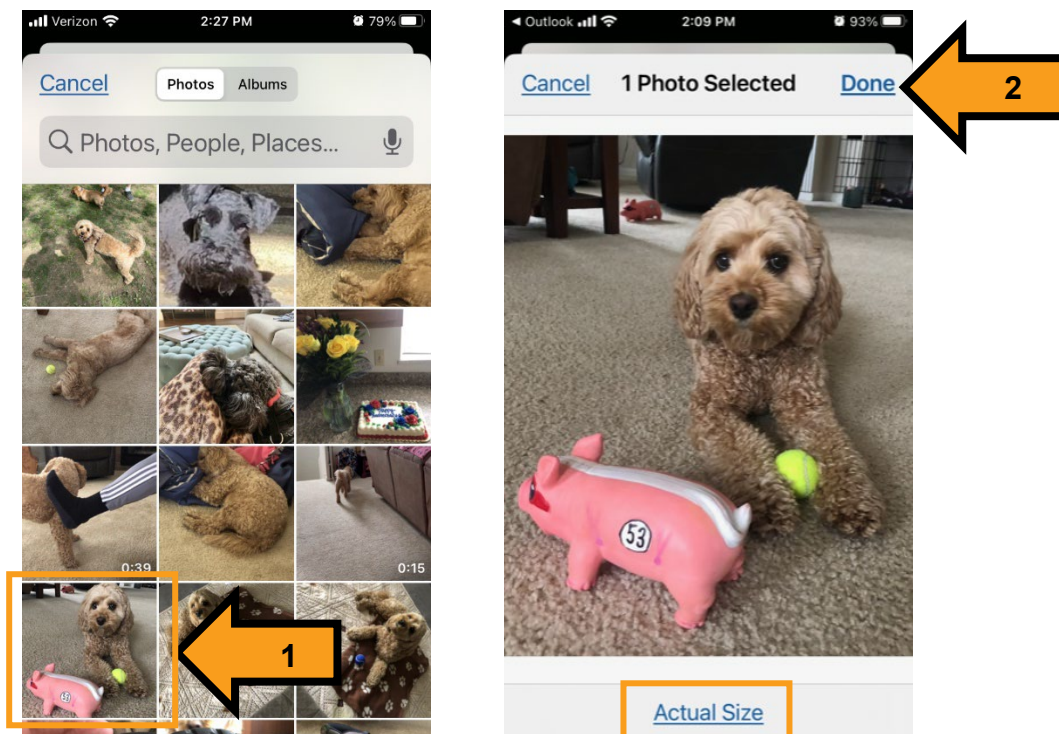 Verizon 2:27 PM 79%
Cancel Photos Albums
Photos, People, Places...
0:39 0:15
53
1
Outlook 2:09 PM 93%
Cancel 1 Photo Selected Done
2
53
Actual Size